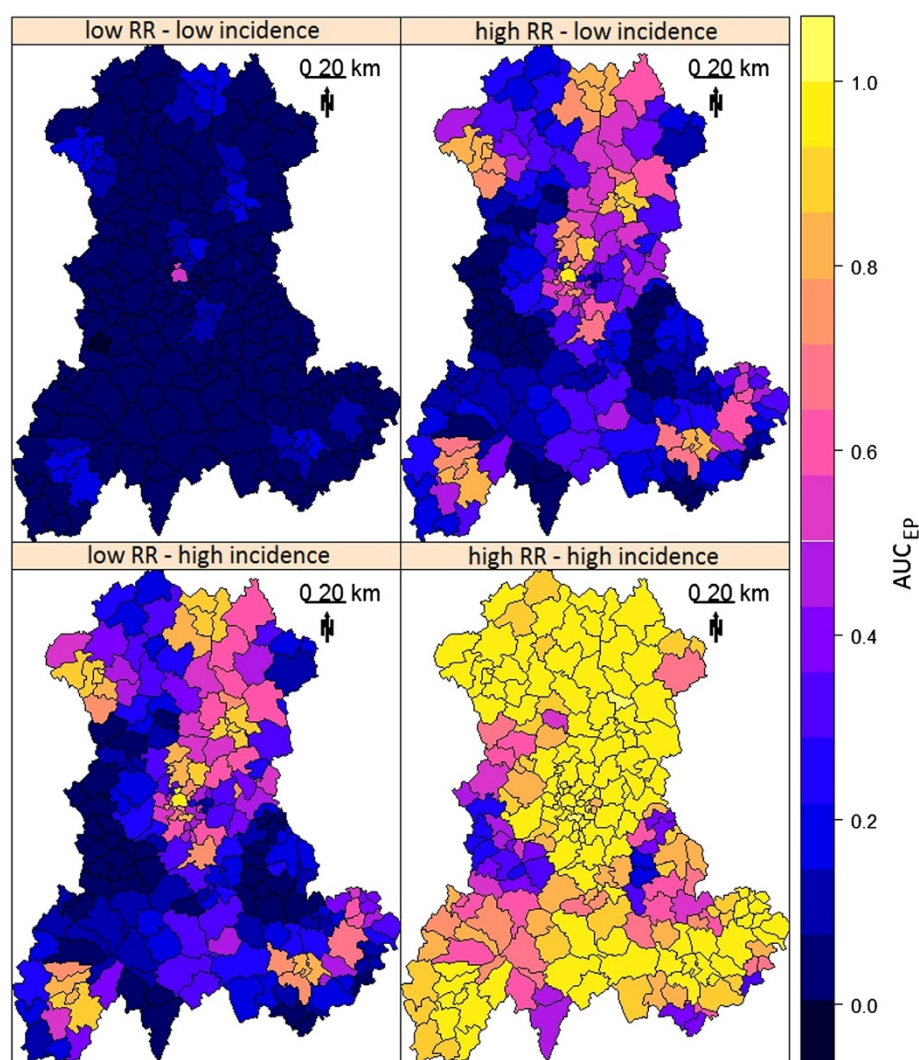 low RR - low incidence
high RR - low incidence
0 20 km
N
0 20 km
N
low RR - high incidence
high RR - high incidence
0 20 km
N
0 20 km
N
1.0
0.8
0.6
0.4
0.2
0.0
AUC_EP